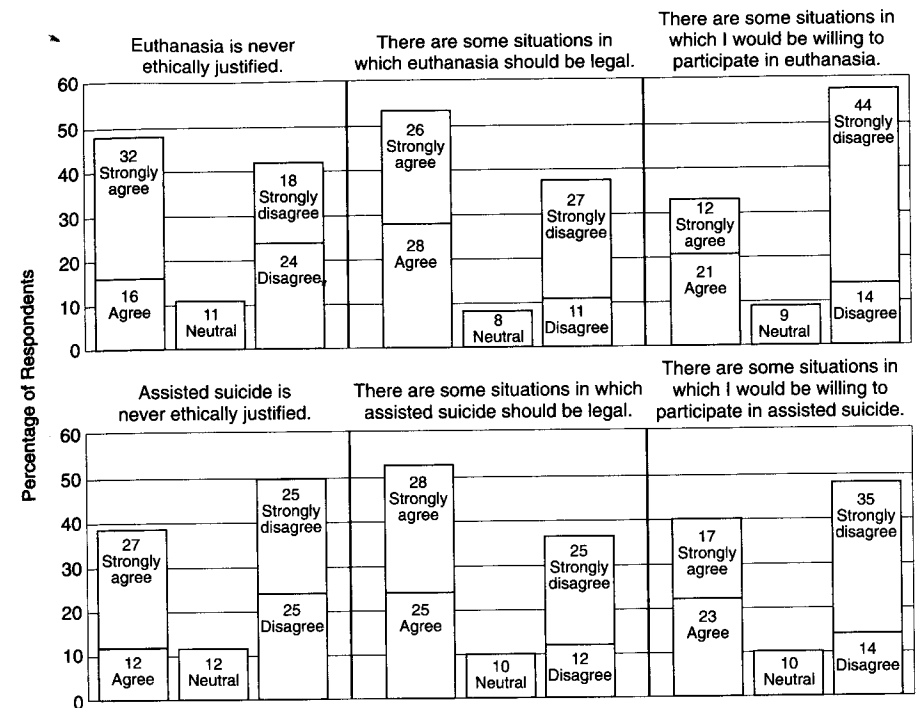 Euthanasia is never
ethically justified.
There are some situations in
which euthanasia should be legal.
There are some situations in
which I would be willing to
participate in euthanasia.
Percentage of Respondents
60
50
40
30
20
10
0
32
Strongly
agree
16
Agree
11
Neutral
18
Strongly
disagree
24
Disagree
26
Strongly
agree
28
Agree
8
Neutral
27
Strongly
disagree
11
Disagree
12
Strongly
agree
21
Agree
9
Neutral
44
Strongly
disagree
14
Disagree
Assisted suicide is
never ethically justified.
There are some situations in which
assisted suicide should be legal.
There are some situations in
which I would be willing to
participate in assisted suicide.
60
50
40
30
20
10
0
27
Strongly
agree
12
Agree
12
Neutral
25
Strongly
disagree
25
Disagree
28
Strongly
agree
25
Agree
10
Neutral
25
Strongly
disagree
12
Disagree
17
Strongly
agree
23
Agree
10
Neutral
35
Strongly
disagree
14
Disagree